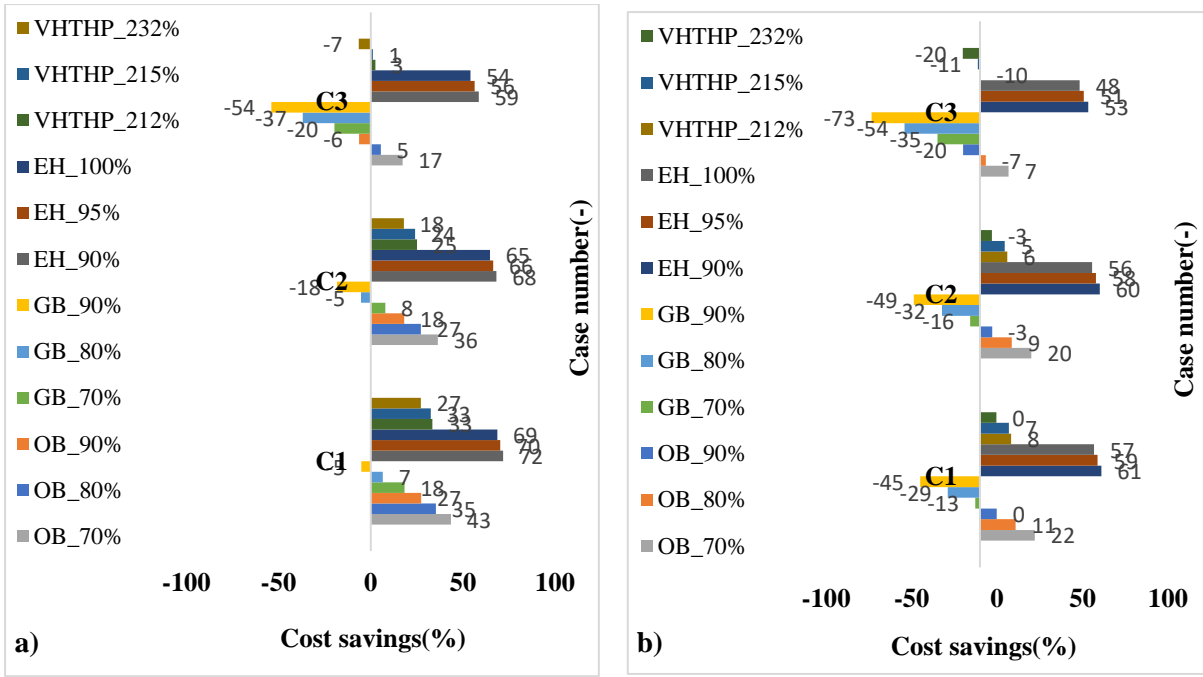 VHTHP_232%
VHTHP_215%
VHTHP_212%
EH_100%
EH_95%
EH_90%
GB_90%
GB_80%
GB_70%
OB_90%
OB_80%
OB_70%
-7
1
3
54
56
59
C3
-54
-37
-20
-6
5
17
18
24
25
65
66
68
C2
-18
-5
8
18
27
36
27
33
33
69
70
72
C1
-5
7
18
27
35
43
Case number(-)
-100 -50 0 50 100
Cost savings(%)
a)
VHTHP_232%
VHTHP_215%
VHTHP_212%
EH_100%
EH_95%
EH_90%
GB_90%
GB_80%
GB_70%
OB_90%
OB_80%
OB_70%
-20
-11
-10
48
51
53
C3
-73
-54
-35
-20
-7
7
-3
5
6
56
58
60
C2
-49
-32
-16
-3
9
20
0
7
8
57
59
61
C1
-45
-29
-13
0
11
22
Case number(-)
-100 -50 0 50 100
Cost savings(%)
b)